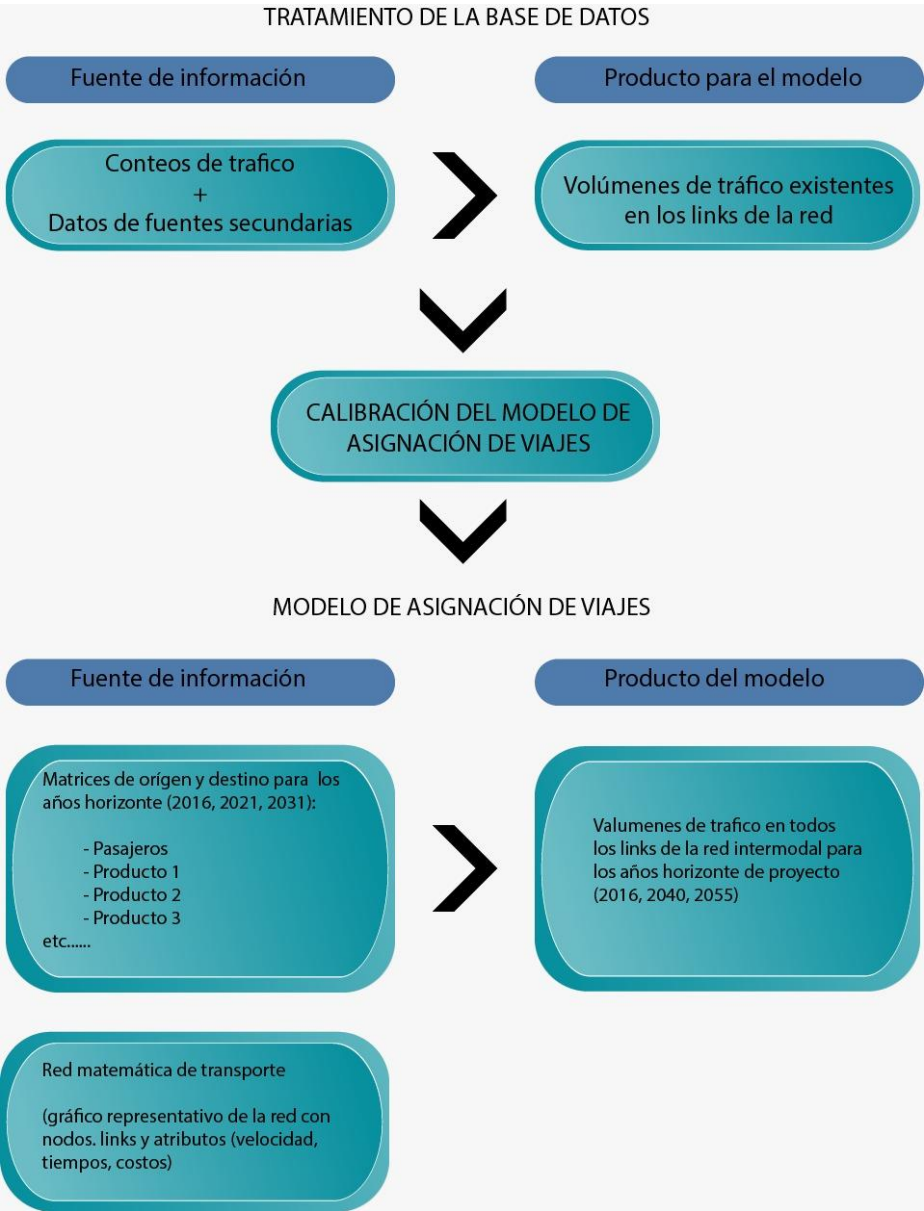 TRATAMIENTO DE LA BASE DE DATOS
Fuente de información
Producto para el modelo
Conteos de trafico
+
Datos de fuentes secundarias
Volúmenes de tráfico existentes
en los links de la red
CALIBRACIÓN DEL MODELO DE
ASIGNACIÓN DE VIAJES
MODELO DE ASIGNACIÓN DE VIAJES
Fuente de información
Producto del modelo
Matrices de orígen y destino para los
años horizonte (2016, 2021, 2031):
- Pasajeros
- Producto 1
- Producto 2
- Producto 3
etc......
Valumenes de trafico en todos
los links de la red intermodal para
los años horizonte de proyecto
(2016, 2040, 2055)
Red matemática de transporte
(gráfico representativo de la red con
nodos. links y atributos (velocidad,
tiempos, costos)